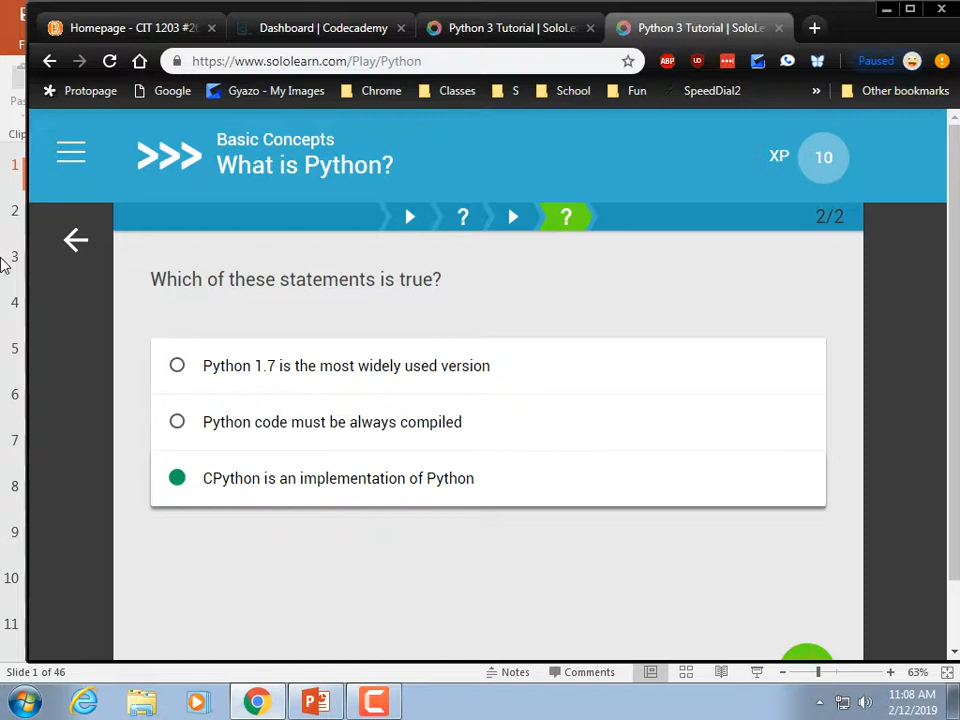 Homepage - CIT 1203 #2
Dashboard | Codecademy
Python 3 Tutorial | SoloLe
Python 3 Tutorial | SoloLe
https://www.sololearn.com/Play/Python
ABP
UD
Paused
Protopage
Google
Gyazo - My Images
Chrome
Classes
S
School
Fun
SpeedDial2
»
Other bookmarks
F
Pas
Clip
Basic Concepts
>>> What is Python?
XP 10
? ? 2/2
Which of these statements is true?
Python 1.7 is the most widely used version
Python code must be always compiled
CPython is an implementation of Python
1
2
3
4
5
6
7
8
9
10
11
Slide 1 of 46
Notes
Comments
63%
11:08 AM
2/12/2019